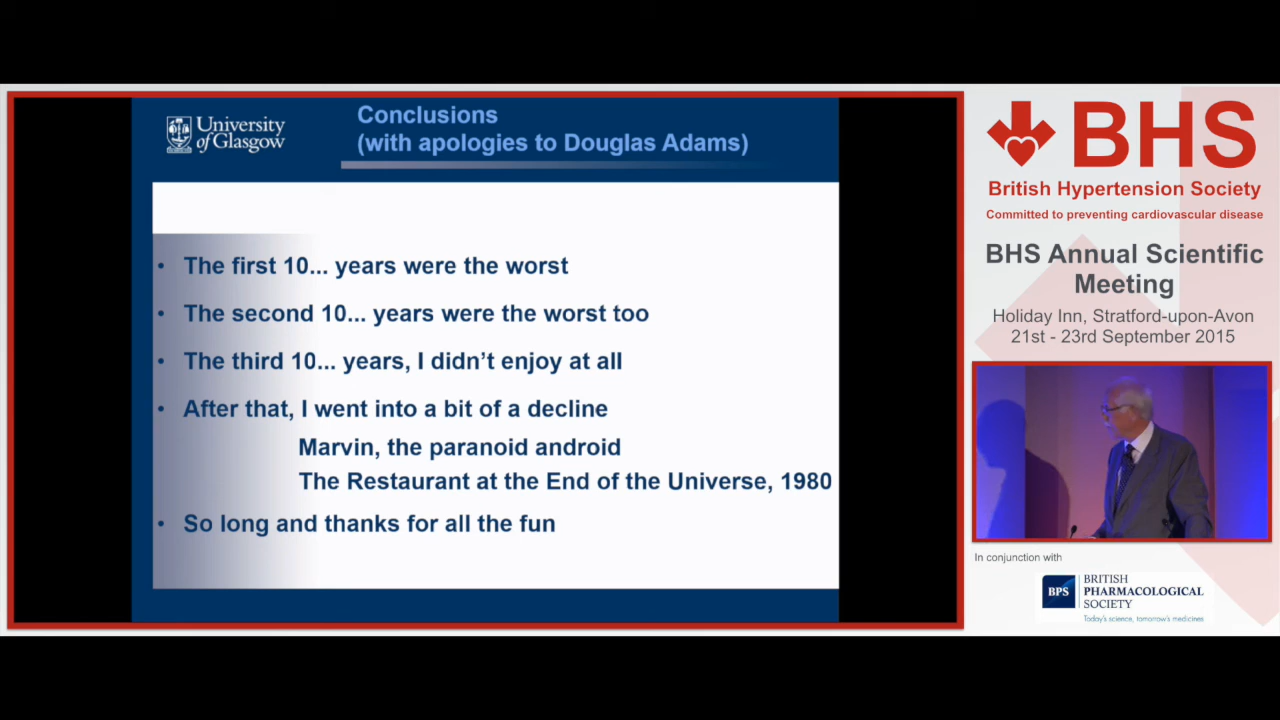 University
of Glasgow
Conclusions
(with apologies to Douglas Adams)
• The first 10... years were the worst
• The second 10... years were the worst too
• The third 10... years, I didn't enjoy at all
• After that, I went into a bit of a decline
Marvin, the paranoid android
The Restaurant at the End of the Universe, 1980
• So long and thanks for all the fun
BHS
British Hypertension Society
Committed to preventing cardiovascular disease
BHS Annual Scientific
Meeting
Holiday Inn, Stratford-upon-Avon
21st - 23rd September 2015
In conjunction with
BPS
BRITISH
PHARMACOLOGICAL
SOCIETY
Today's science, tomorrow's medicines